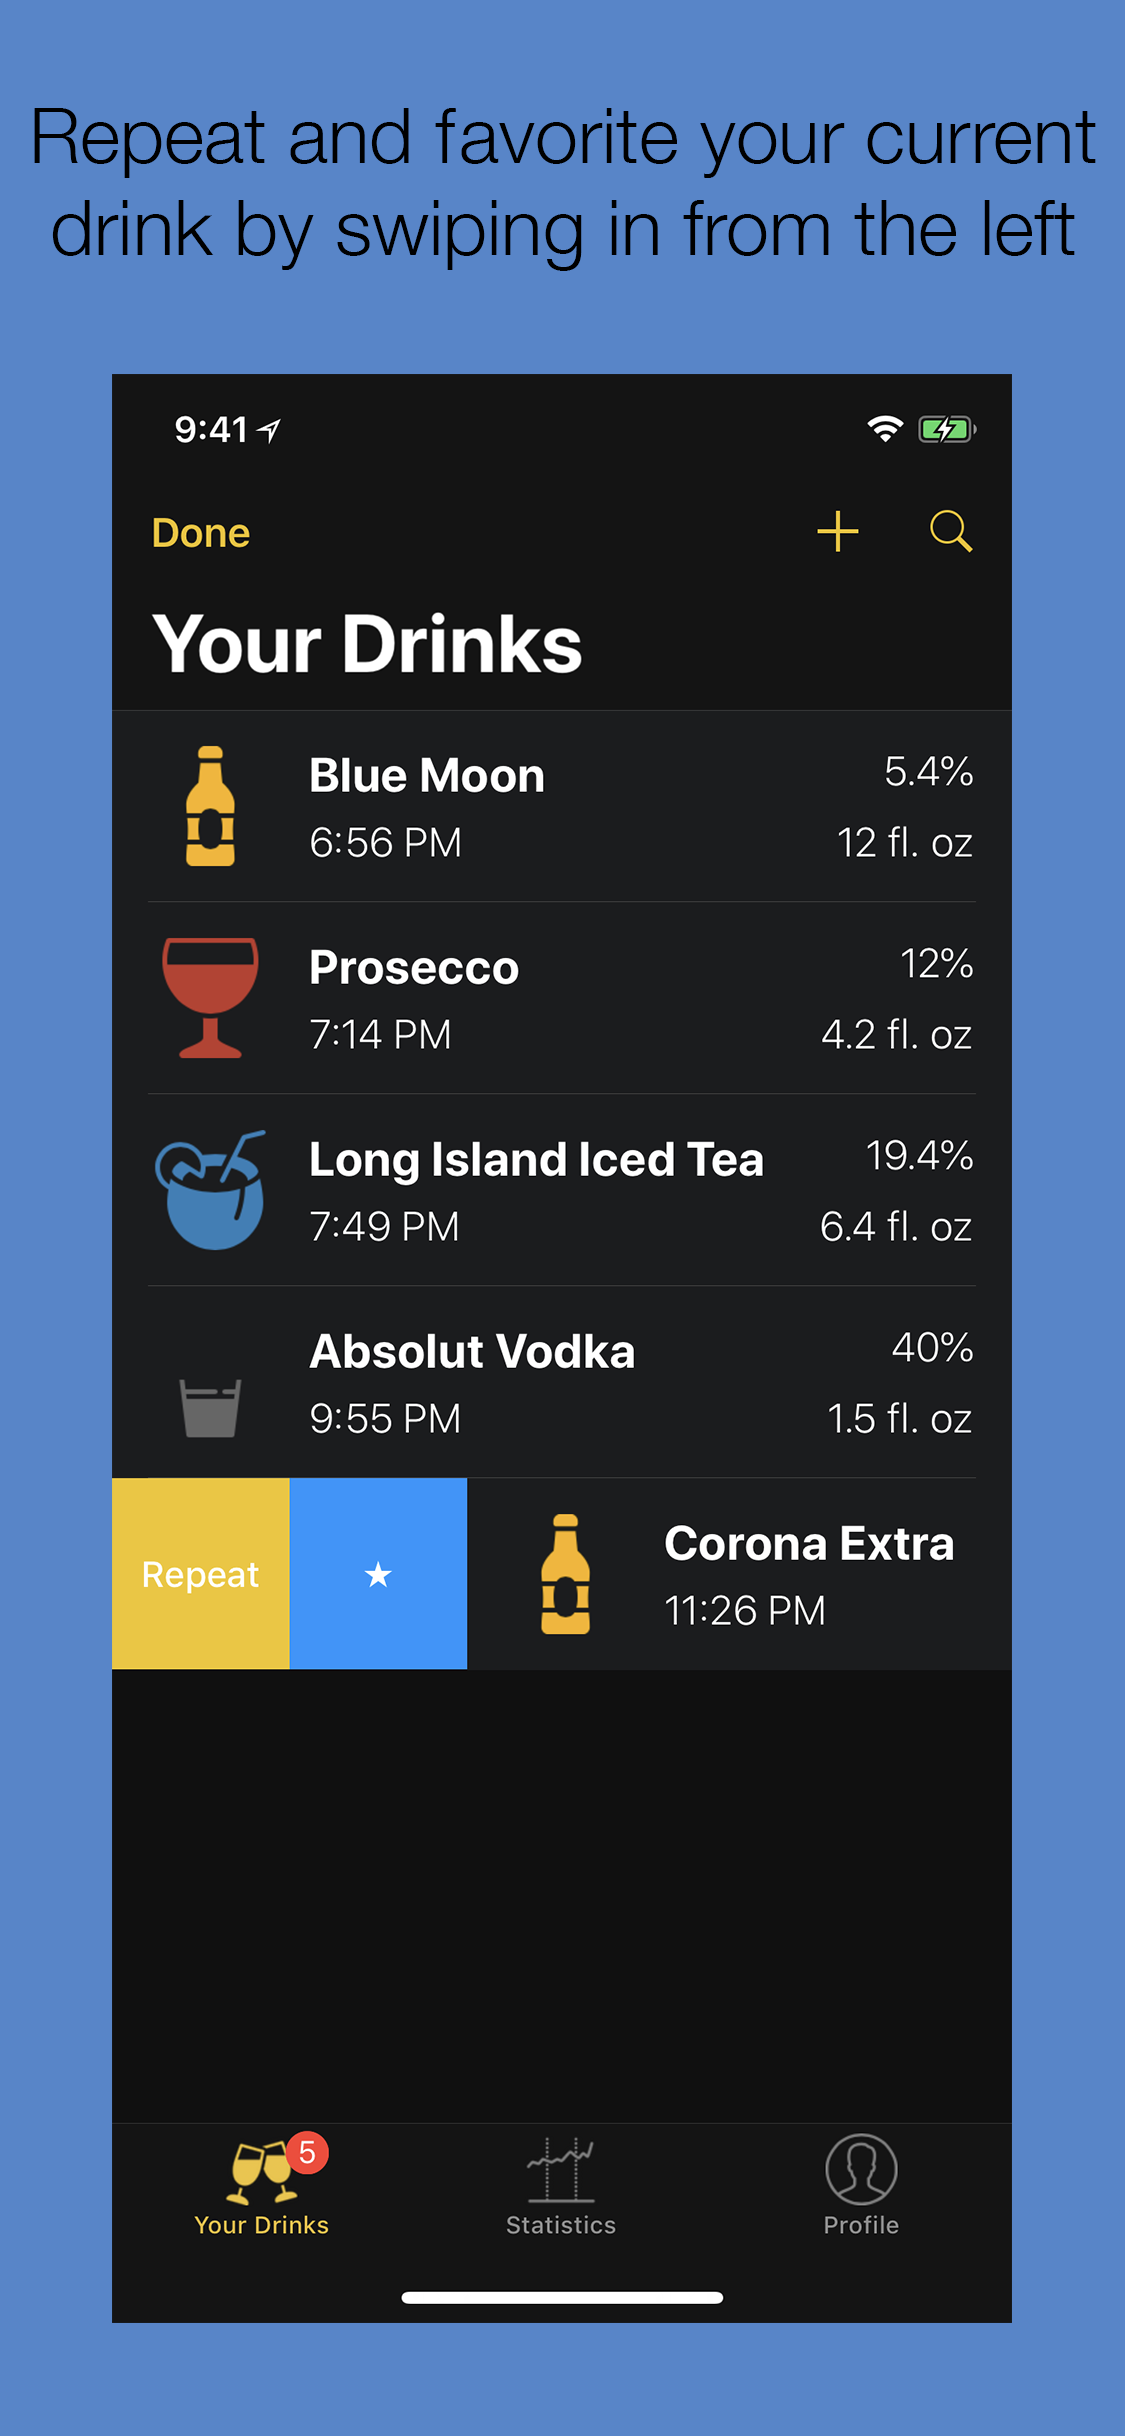 Repeat and favorite your current
drink by swiping in from the left
9:41
Done
Your Drinks
Blue Moon 5.4%
6:56 PM 12 fl. oz
Prosecco 12%
7:14 PM 4.2 fl. oz
Long Island Iced Tea 19.4%
7:49 PM 6.4 fl. oz
Absolut Vodka 40%
9:55 PM 1.5 fl. oz
Repeat ★ Corona Extra
11:26 PM
5
Your Drinks Statistics Profile